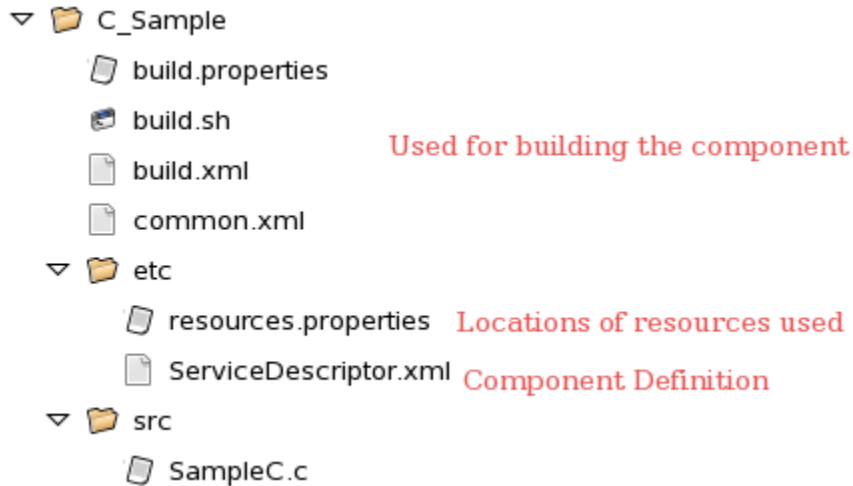 C_Sample
build.properties
build.sh
Used for building the component
build.xml
common.xml
etc
resources.properties Locations of resources used
ServiceDescriptor.xml Component Definition
src
SampleC.c